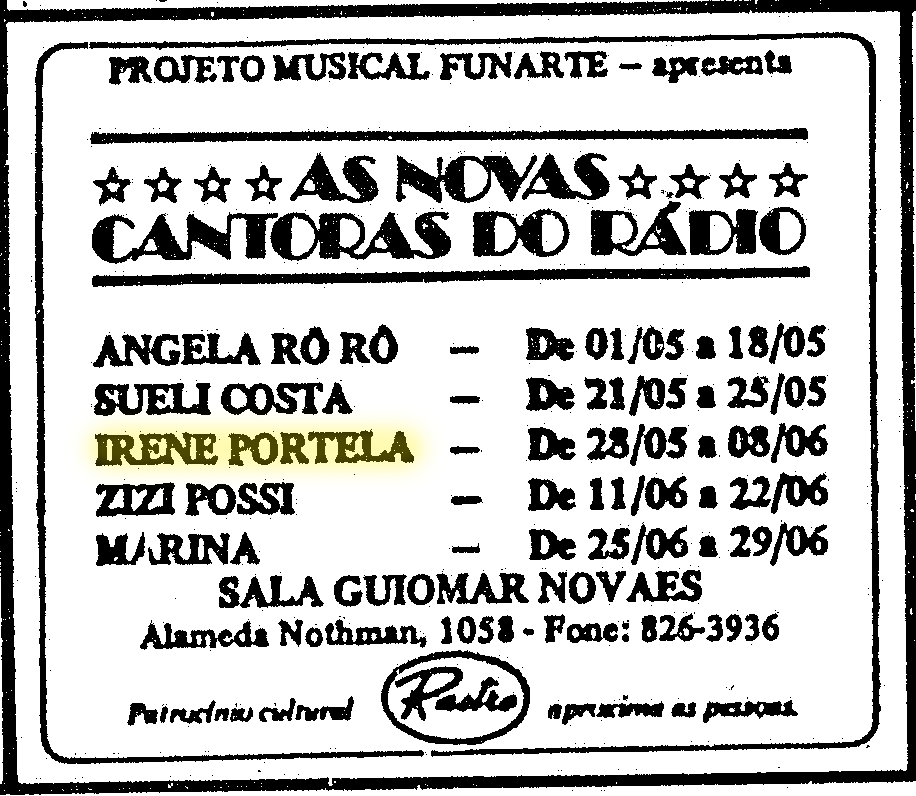 PROJETO MUSICAL FUNARTE – apresenta
AS NOVAS
CANTORAS DO RÁDIO
ANGELA RÔ RÔ – De 01/05 a 18/05
SUELI COSTA – De 21/05 a 25/05
IRENE PORTELA – De 28/05 a 08/06
ZIZI POSSI – De 11/06 a 22/06
MARINA – De 25/06 a 29/06
SALA GUIOMAR NOVAES
Alameda Nothman, 1058 - Fone: 826-3936
Patrocínio cultural Rastro aproxima as pessoas.